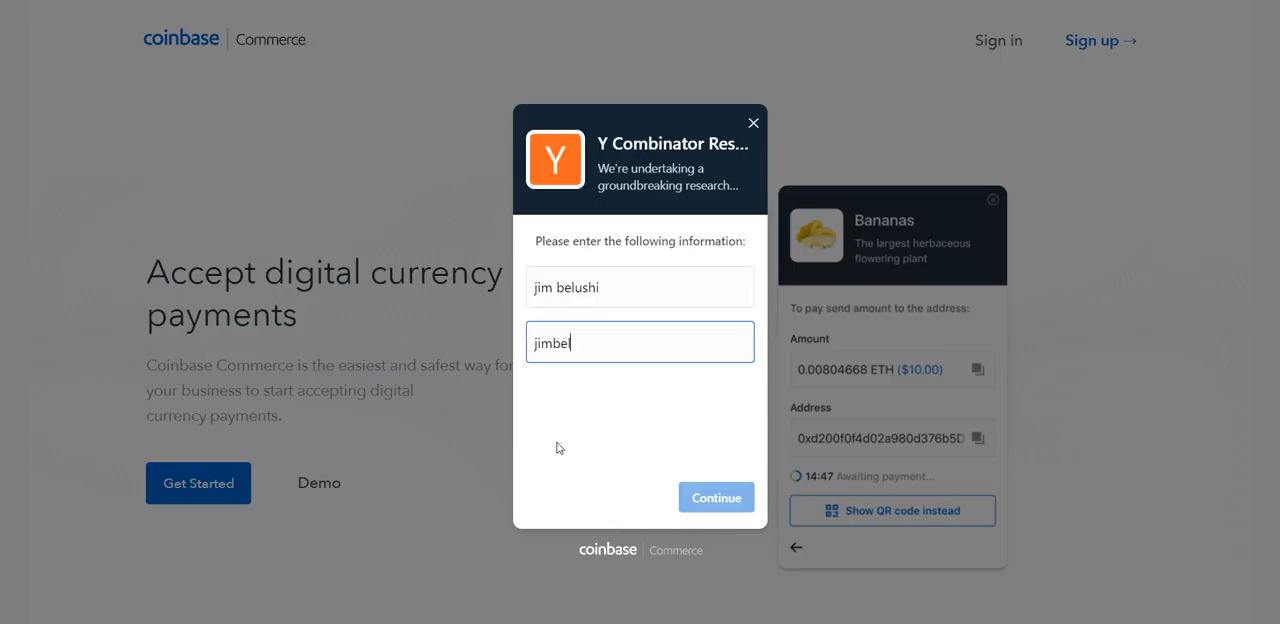 coinbase | Commerce
Sign in
Sign up →
Y
Y Combinator Res...
We're undertaking a
groundbreaking research...
Please enter the following information:
jim belushi
jimbel
Continue
coinbase | Commerce
Accept digital currency
payments
Coinbase Commerce is the easiest and safest way for
your business to start accepting digital
currency payments.
Get Started
Demo
Bananas
The largest herbaceous
flowering plant
To pay send amount to the address:
Amount
0.00804668 ETH ($10.00)
Address
0xd200f0f4d02a980d376b5D
14:47 Awaiting payment...
Show QR code instead